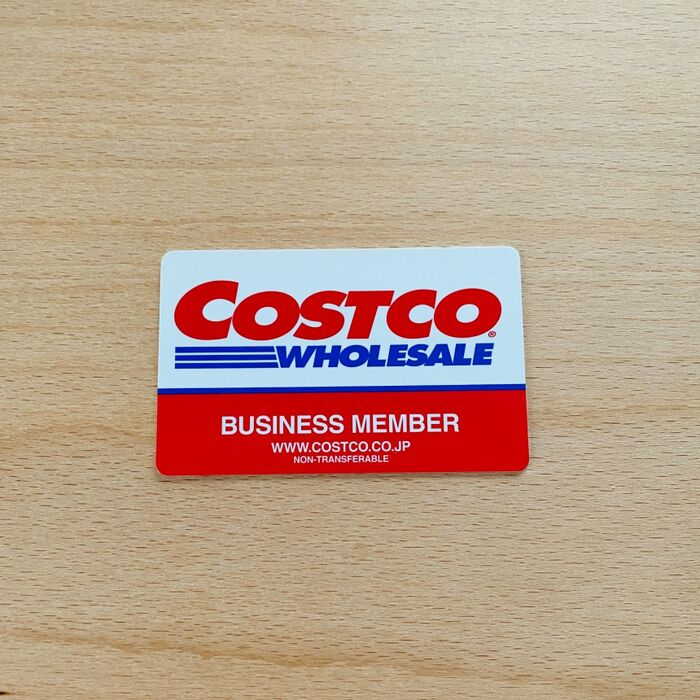 COSTCO®
WHOLESALE
BUSINESS MEMBER
WWW.COSTCO.CO.JP
NON-TRANSFERABLE